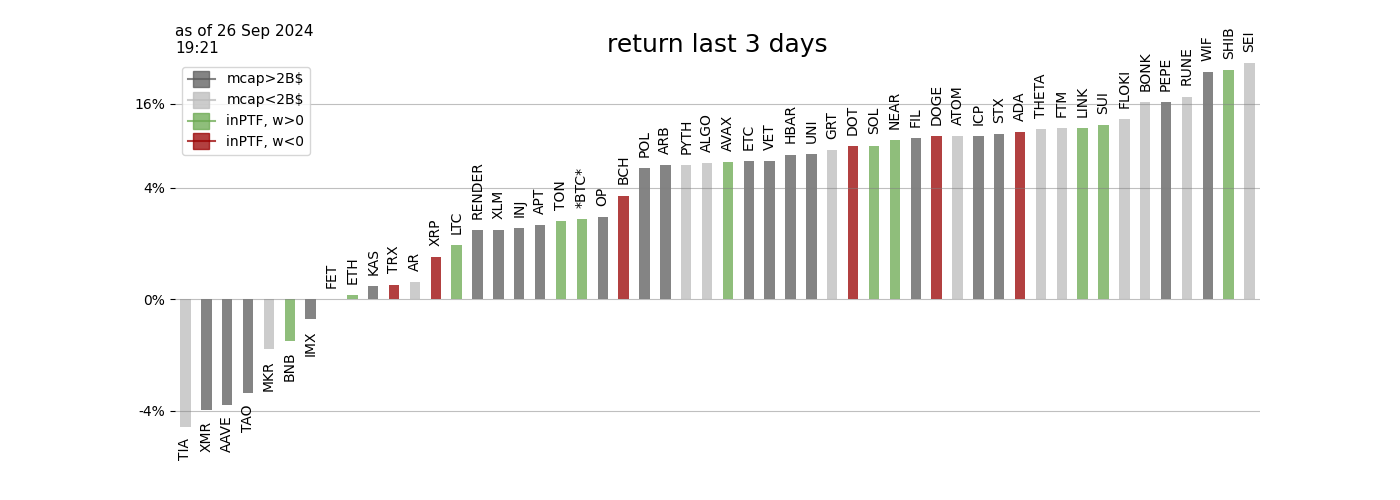 as of 26 Sep 2024
19:21
return last 3 days
mcap>2B$
mcap<2B$
inPTF, w>0
inPTF, w<0
16%
4%
0%
-4%
TIA
XMR
AAVE
TAO
MKR
BNB
IMX
FET
ETH
KAS
TRX
AR
XRP
LTC
RENDER
XLM
INJ
APT
TON
*BTC*
OP
BCH
POL
ARB
PYTH
ALGO
AVAX
ETC
VET
HBAR
UNI
GRT
DOT
SOL
NEAR
FIL
DOGE
ATOM
ICP
STX
ADA
THETA
FTM
LINK
SUI
FLOKI
BONK
PEPE
RUNE
WIF
SHIB
SEI